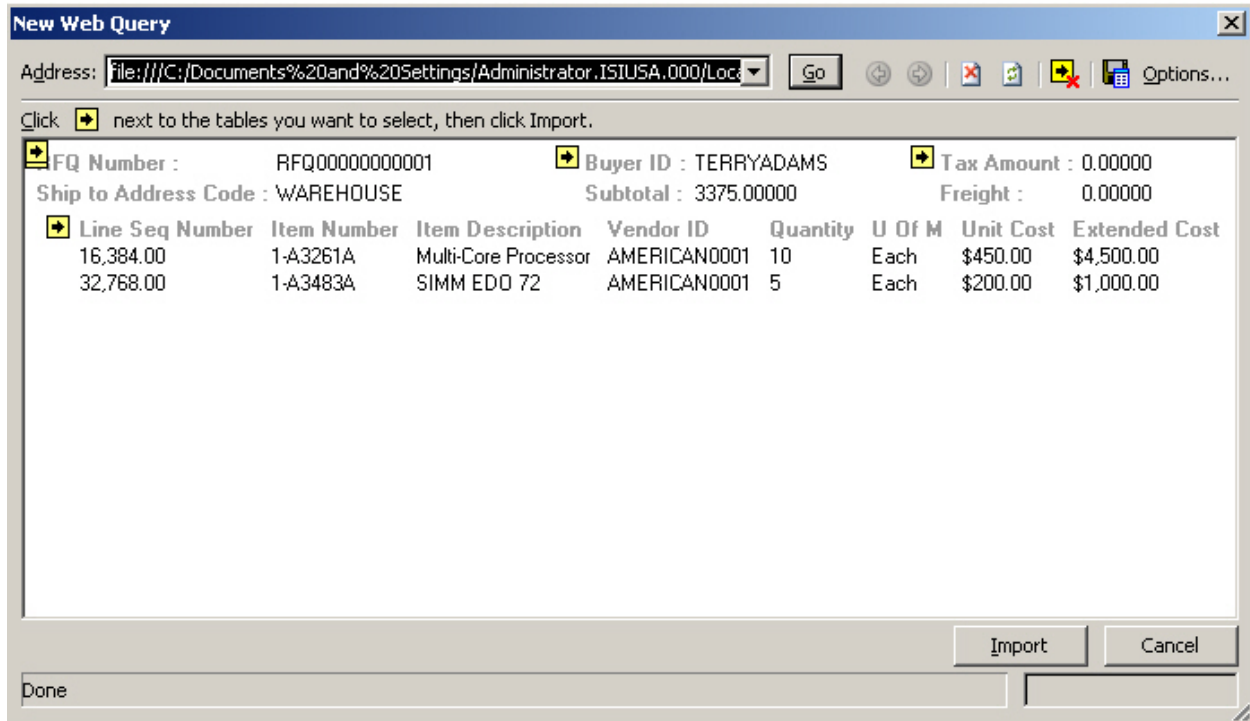 New Web Query
Address: file:///C:/Documents%20and%20Settings/Administrator.ISIUSA.000/Loca Go Options...
Click next to the tables you want to select, then click Import.
RFQ Number : RFQ00000000001 Buyer ID : TERRYADAMS Tax Amount : 0.00000
Ship to Address Code : WAREHOUSE Subtotal : 3375.00000 Freight : 0.00000
Line Seq Number Item Number Item Description Vendor ID Quantity U Of M Unit Cost Extended Cost
16,384.00 1-A3261A Multi-Core Processor AMERICAN0001 10 Each $450.00 $4,500.00
32,768.00 1-A3483A SIMM EDO 72 AMERICAN0001 5 Each $200.00 $1,000.00
Import Cancel
Done